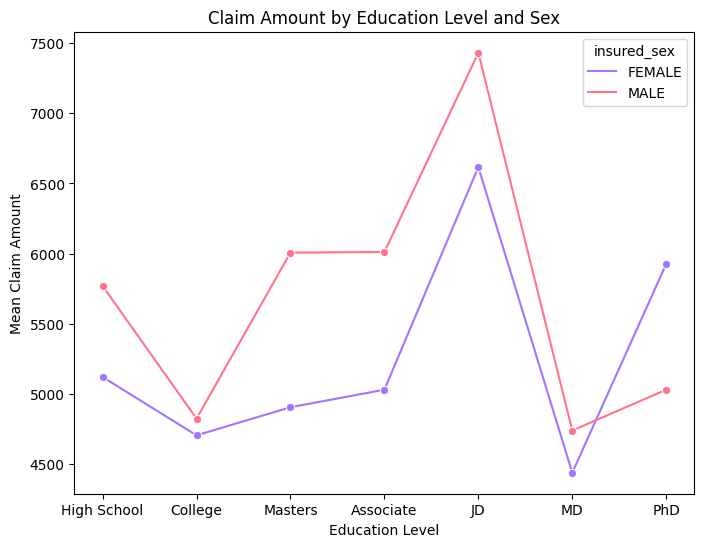 Claim Amount by Education Level and Sex
7500
7000
6500
6000
5500
5000
4500
Mean Claim Amount
insured_sex
FEMALE
MALE
High School College Masters Associate JD MD PhD
Education Level